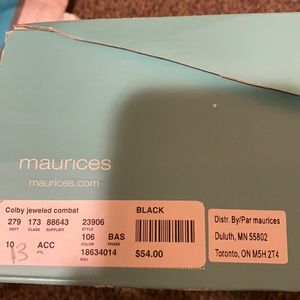 maurices
maurices.com
Colby jeweled combat
BLACK
279 173 88643 23906
DEPT CLASS SUPPLIER STYLE
106 BAS
COLOR PHASE
10 ACC 18634014
FTL SKU
13
$54.00
Distr. By/Par maurices
Duluth, MN 55802
Toronto, ON M5H 2T4